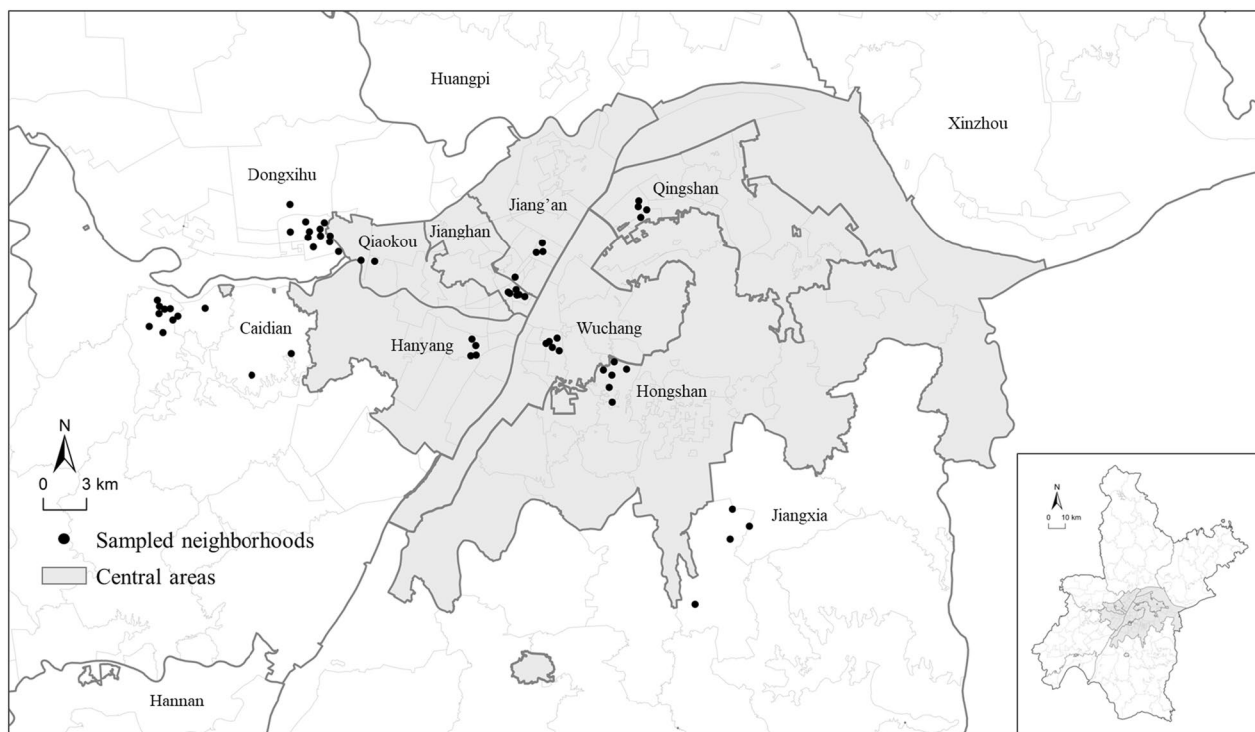 Huangpi
Xinzhou
Dongxihu
Qingshan
Jiang'an
Jianghan
Qiaokou
Wuchang
Caidian
Hanyang
Hongshan
N
0 3 km
Jiangxia
Sampled neighborhoods
Central areas
Hannan
N
0 10 km